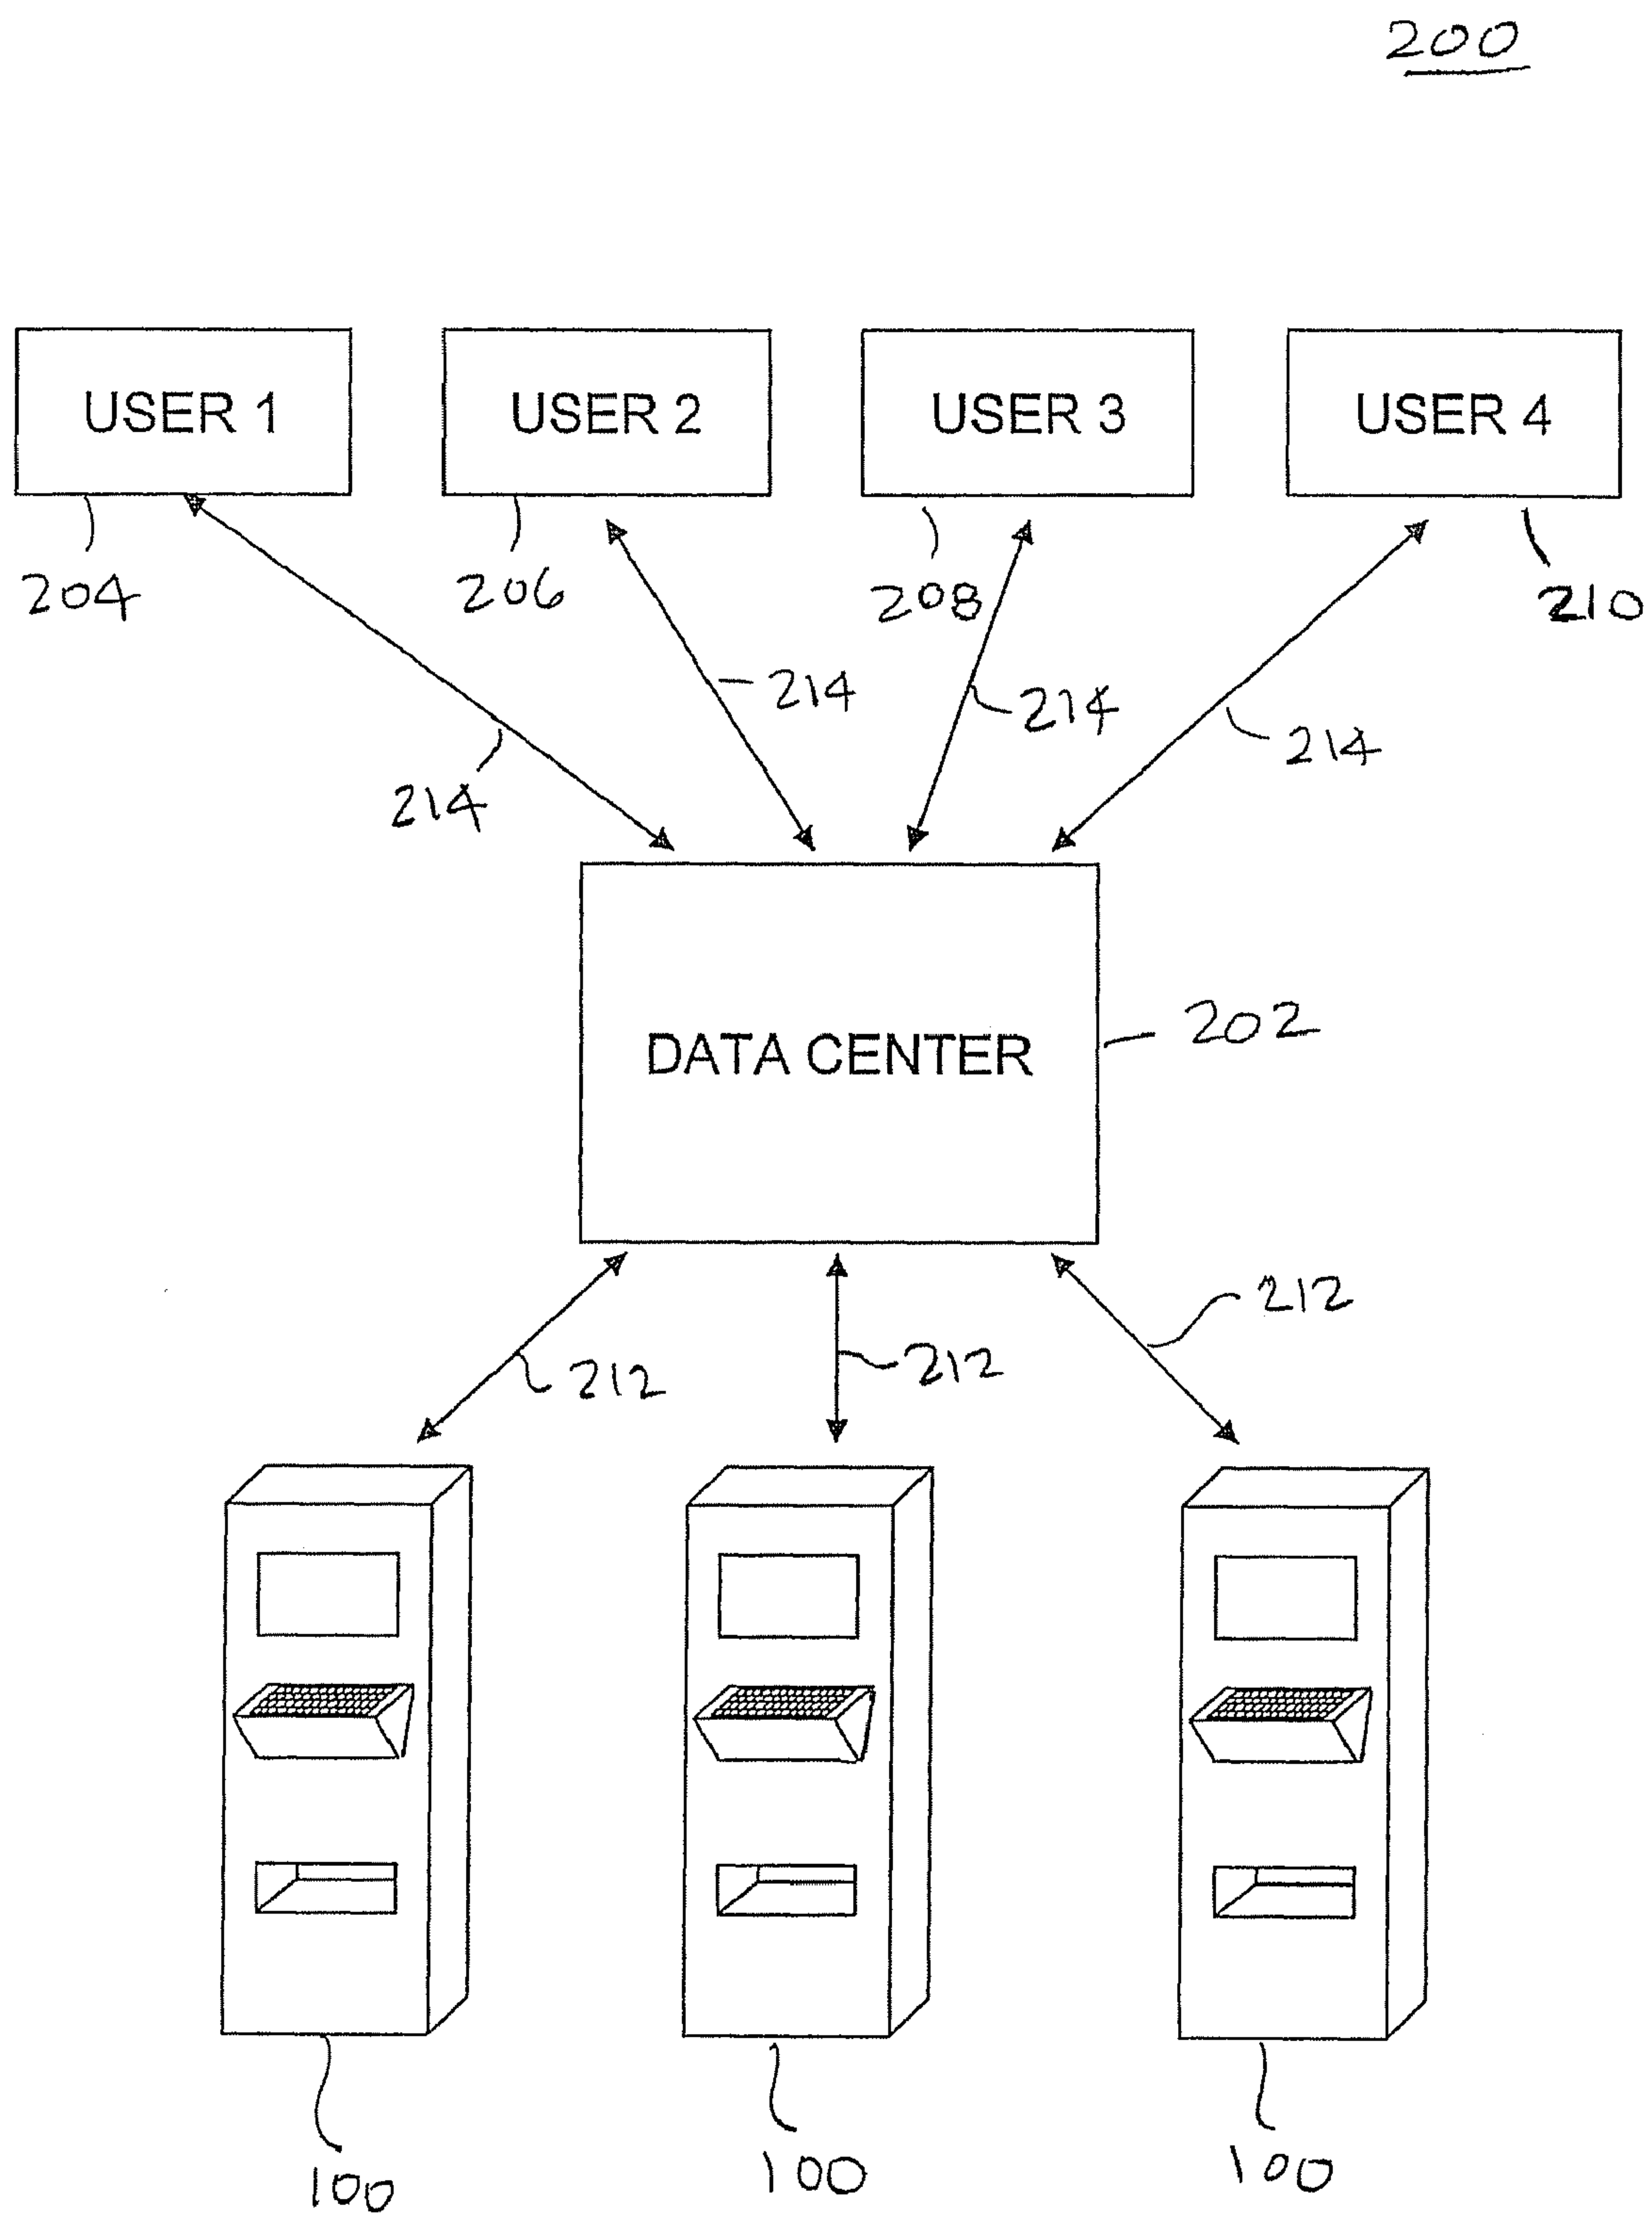 200
USER 1 USER 2 USER 3 USER 4
204 206 208 210
214 214 214 214
DATA CENTER 202
212 212 212
100 100 100